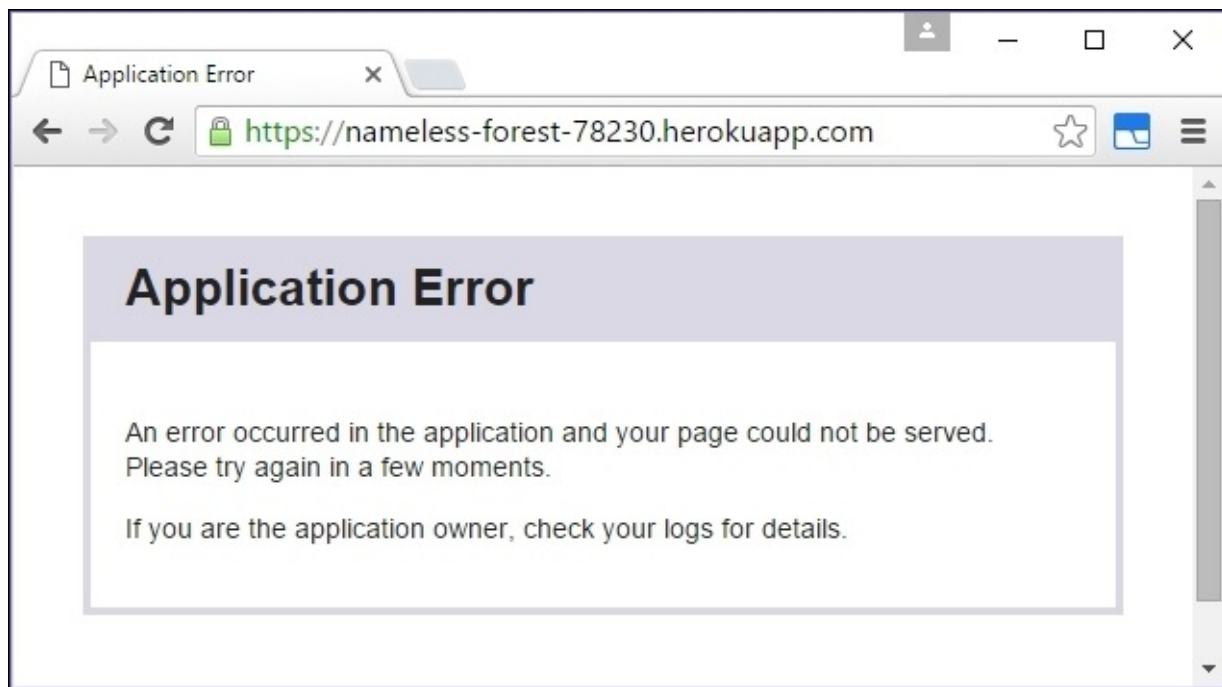 Application Error
https://nameless-forest-78230.herokuapp.com
Application Error
An error occurred in the application and your page could not be served.
Please try again in a few moments.
If you are the application owner, check your logs for details.